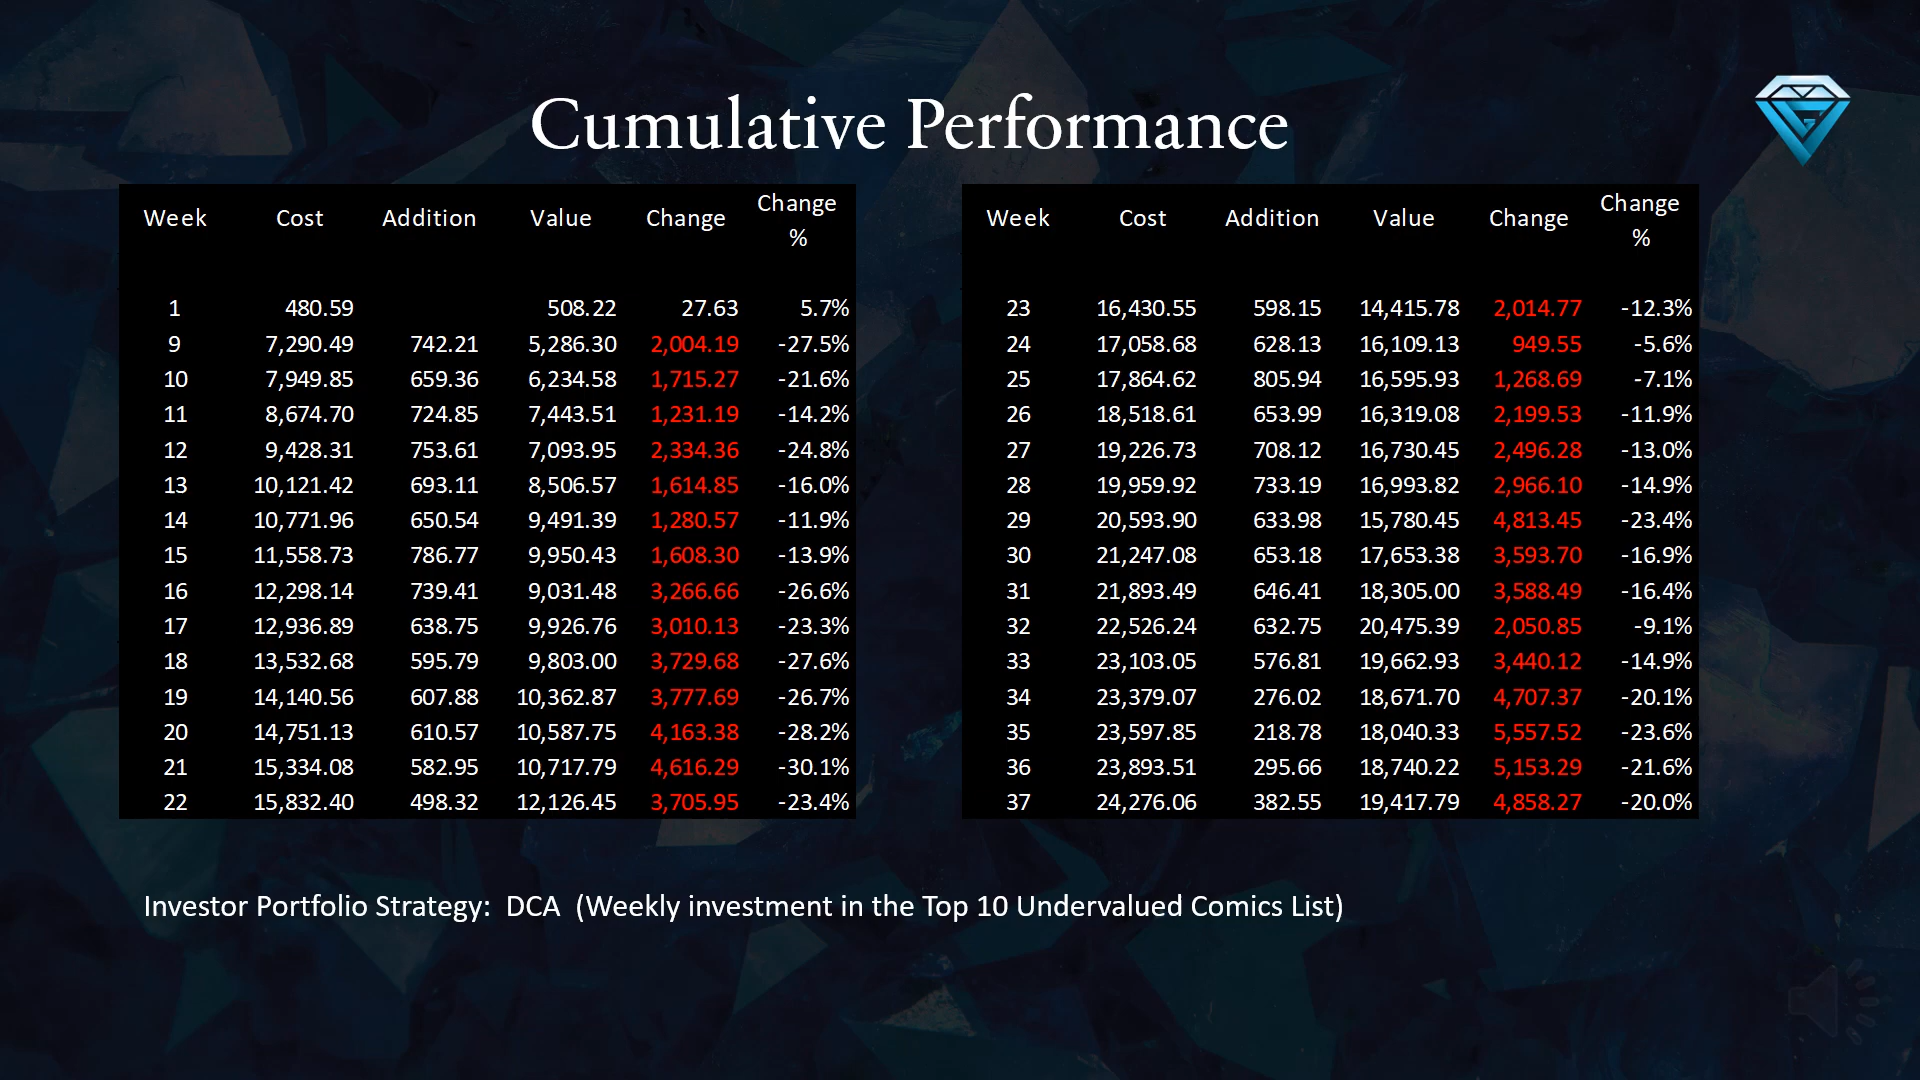 Cumulative Performance
Week Cost Addition Value Change Change %
1 480.59 508.22 27.63 5.7%
9 7,290.49 742.21 5,286.30 2,004.19 -27.5%
10 7,949.85 659.36 6,234.58 1,715.27 -21.6%
11 8,674.70 724.85 7,443.51 1,231.19 -14.2%
12 9,428.31 753.61 7,093.95 2,334.36 -24.8%
13 10,121.42 693.11 8,506.57 1,614.85 -16.0%
14 10,771.96 650.54 9,491.39 1,280.57 -11.9%
15 11,558.73 786.77 9,950.43 1,608.30 -13.9%
16 12,298.14 739.41 9,031.48 3,266.66 -26.6%
17 12,936.89 638.75 9,926.76 3,010.13 -23.3%
18 13,532.68 595.79 9,803.00 3,729.68 -27.6%
19 14,140.56 607.88 10,362.87 3,777.69 -26.7%
20 14,751.13 610.57 10,587.75 4,163.38 -28.2%
21 15,334.08 582.95 10,717.79 4,616.29 -30.1%
22 15,832.40 498.32 12,126.45 3,705.95 -23.4%
Week Cost Addition Value Change Change %
23 16,430.55 598.15 14,415.78 2,014.77 -12.3%
24 17,058.68 628.13 16,109.13 949.55 -5.6%
25 17,864.62 805.94 16,595.93 1,268.69 -7.1%
26 18,518.61 653.99 16,319.08 2,199.53 -11.9%
27 19,226.73 708.12 16,730.45 2,496.28 -13.0%
28 19,959.92 733.19 16,993.82 2,966.10 -14.9%
29 20,593.90 633.98 15,780.45 4,813.45 -23.4%
30 21,247.08 653.18 17,653.38 3,593.70 -16.9%
31 21,893.49 646.41 18,305.00 3,588.49 -16.4%
32 22,526.24 632.75 20,475.39 2,050.85 -9.1%
33 23,103.05 576.81 19,662.93 3,440.12 -14.9%
34 23,379.07 276.02 18,671.70 4,707.37 -20.1%
35 23,597.85 218.78 18,040.33 5,557.52 -23.6%
36 23,893.51 295.66 18,740.22 5,153.29 -21.6%
37 24,276.06 382.55 19,417.79 4,858.27 -20.0%
Investor Portfolio Strategy: DCA (Weekly investment in the Top 10 Undervalued Comics List)